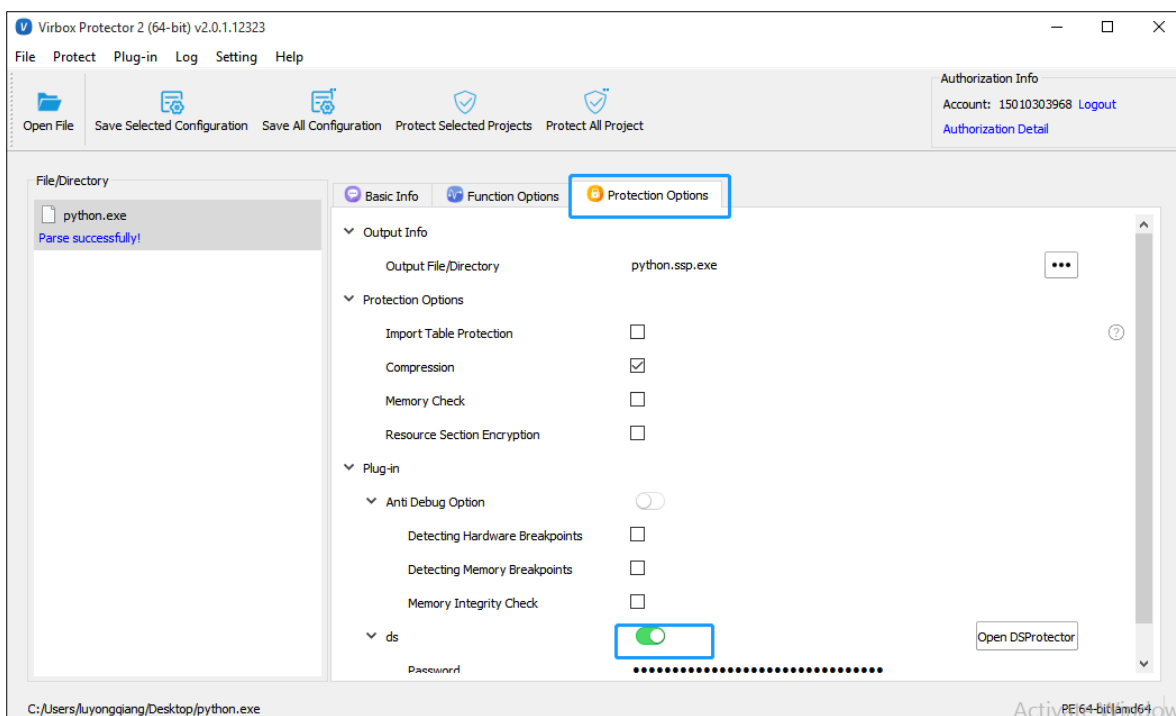 Virbox Protector 2 (64-bit) v2.0.1.12323
File Protect Plug-in Log Setting Help
Authorization Info
Account: 15010303968 Logout
Authorization Detail
Open File Save Selected Configuration Save All Configuration Protect Selected Projects Protect All Project
File/Directory
python.exe
Parse successfully!
Basic Info Function Options Protection Options
Output Info
Output File/Directory python.ssp.exe •••
Protection Options
Import Table Protection ?
Compression
Memory Check
Resource Section Encryption
Plug-in
Anti Debug Option
Detecting Hardware Breakpoints
Detecting Memory Breakpoints
Memory Integrity Check
ds Open DSProtector
Password ••••••••••••••••••••••••••••••••
C:/Users/luyongqiang/Desktop/python.exe PE|64-bit|amd64